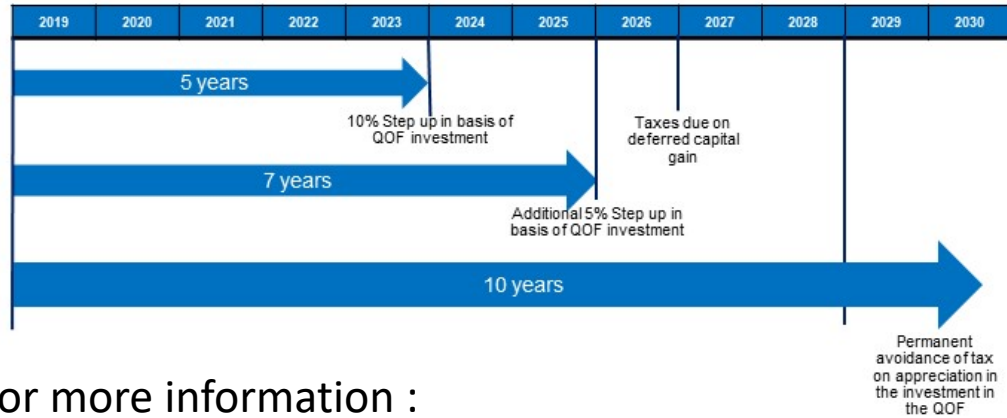 2019 2020 2021 2022 2023 2024 2025 2026 2027 2028 2029 2030
5 years
10% Step up in basis of
QOF investment
Taxes due on
deferred capital
gain
7 years
Additional 5% Step up in
basis of QOF investment
10 years
Permanent
avoidance of tax
on appreciation in
the investment in
the QOF
or more information :